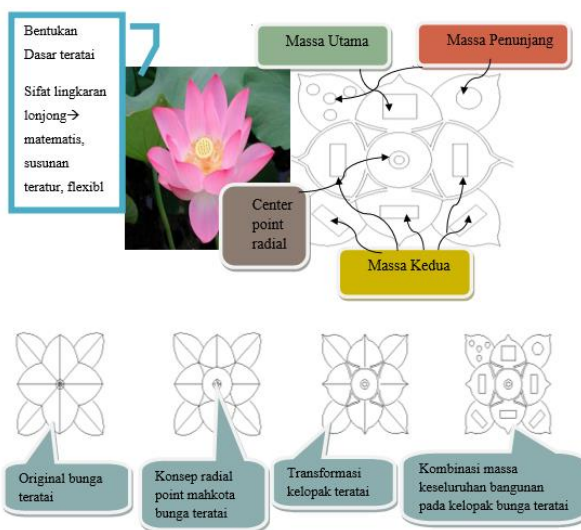 Bentukan
Dasar teratai
Sifat lingkaran
lonjong→
matematis,
susunan
teratur, flexibl
Massa Utama
Massa Penunjang
Center
point
radial
Massa Kedua
Original bunga
teratai
Konsep radial
point mahkota
bunga teratai
Transformasi
kelopak teratai
Kombinasi massa
keseluruhan bangunan
pada kelopak bunga teratai